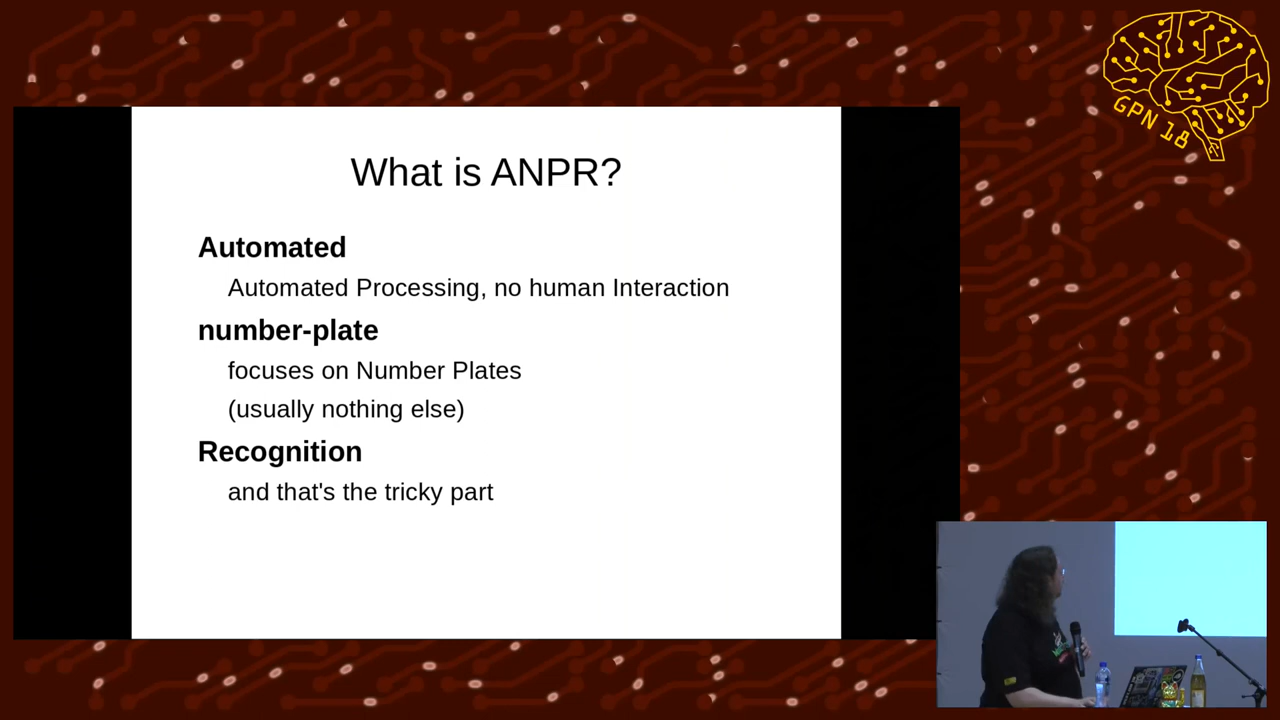 GPN 18
What is ANPR?
Automated
Automated Processing, no human Interaction
number-plate
focuses on Number Plates
(usually nothing else)
Recognition
and that's the tricky part